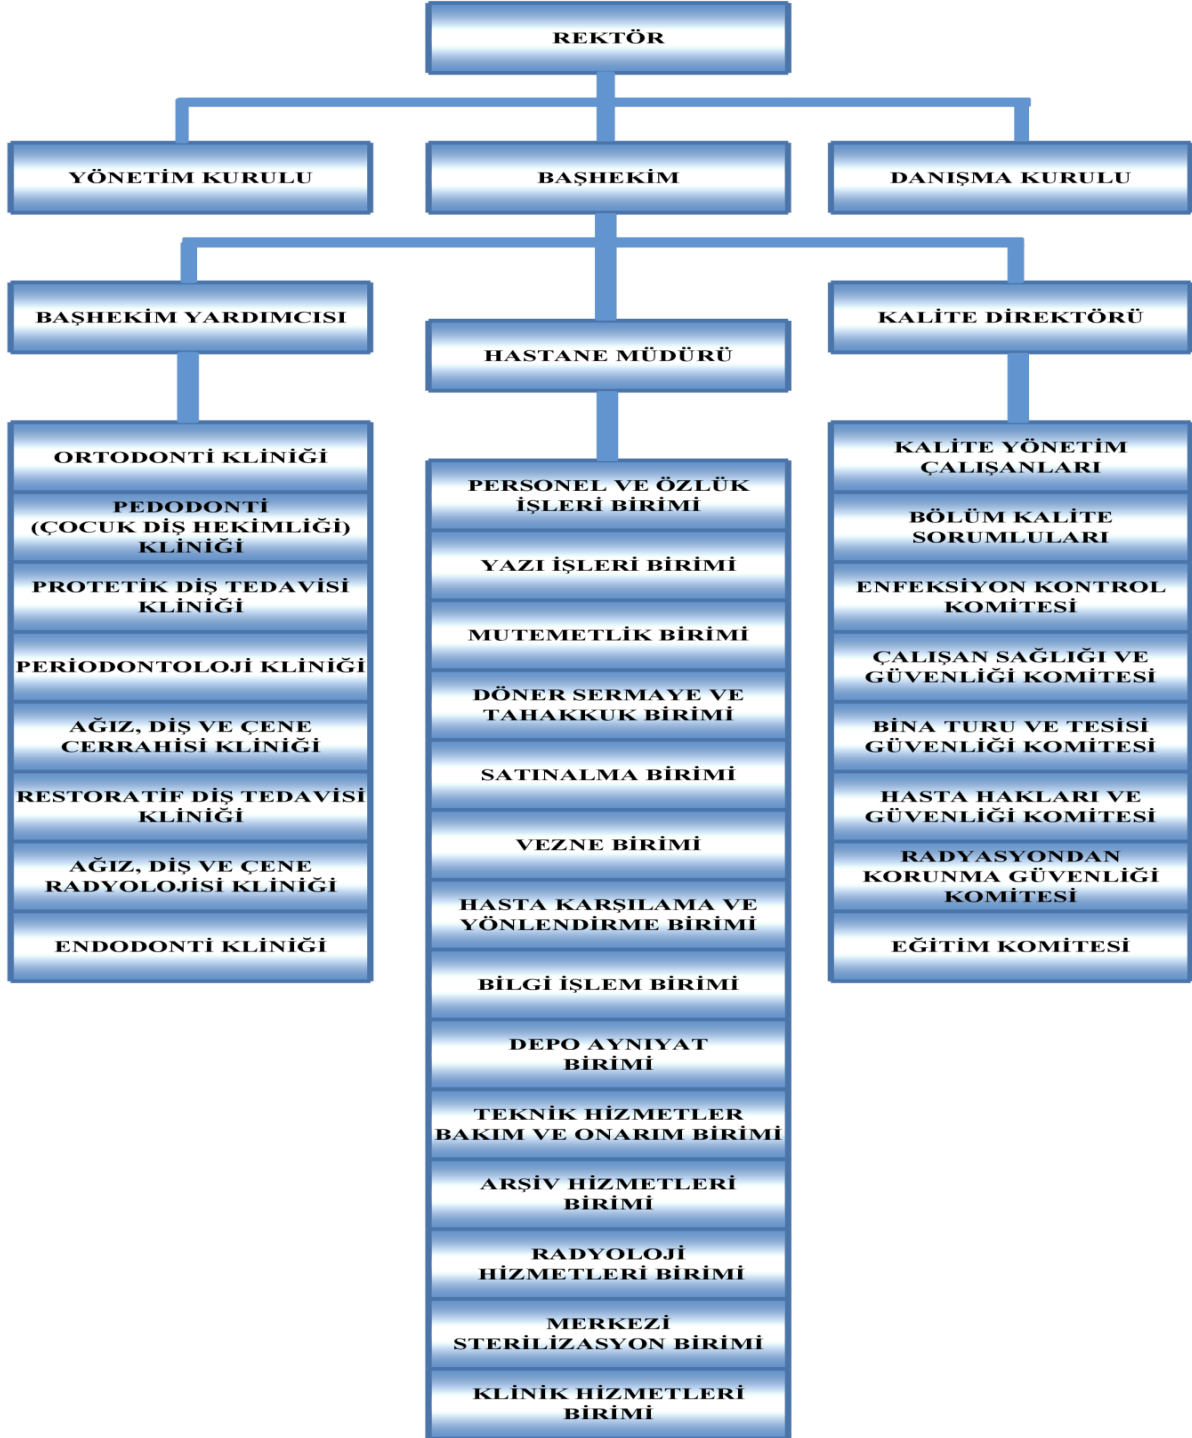 REKTÖR
YÖNETİM KURULU
BAŞHEKİM
DANIŞMA KURULU
BAŞHEKİM YARDIMCISI
HASTANE MÜDÜRÜ
KALİTE DİREKTÖRÜ
ORTODONTİ KLİNİĞİ
PEDODONTİ
(ÇOCUK DİŞ HEKİMLİĞİ)
KLİNİĞİ
PROTETİK DİŞ TEDAVİSİ
KLİNİĞİ
PERİODONTOLOJİ KLİNİĞİ
AĞIZ, DİŞ VE ÇENE
CERRAHİSİ KLİNİĞİ
RESTORATİF DİŞ TEDAVİSİ
KLİNİĞİ
AĞIZ, DİŞ VE ÇENE
RADYOLOJİSİ KLİNİĞİ
ENDODONTİ KLİNİĞİ
PERSONEL VE ÖZLÜK
İŞLERİ BİRİMİ
YAZI İŞLERİ BİRİMİ
MUTEMETLİK BİRİMİ
DÖNER SERMAYE VE
TAHAKKUK BİRİMİ
SATINALMA BİRİMİ
VEZNE BİRİMİ
HASTA KARŞILAMA VE
YÖNLENDİRME BİRİMİ
BİLGİ İŞLEM BİRİMİ
DEPO AYNIYAT
BİRİMİ
TEKNİK HİZMETLER
BAKIM VE ONARIM BİRİMİ
ARŞİV HİZMETLERİ
BİRİMİ
RADYOLOJİ
HİZMETLERİ BİRİMİ
MERKEZİ
STERİLİZASYON BİRİMİ
KLİNİK HİZMETLERİ
BİRİMİ
KALİTE YÖNETİM
ÇALIŞANLARI
BÖLÜM KALİTE
SORUMLULARI
ENFEKSİYON KONTROL
KOMİTESİ
ÇALIŞAN SAĞLIĞI VE
GÜVENLİĞİ KOMİTESİ
BİNA TURU VE TESİSİ
GÜVENLİĞİ KOMİTESİ
HASTA HAKLARI VE
GÜVENLİĞİ KOMİTESİ
RADYASYONDAN
KORUNMA GÜVENLİĞİ
KOMİTESİ
EĞİTİM KOMİTESİ